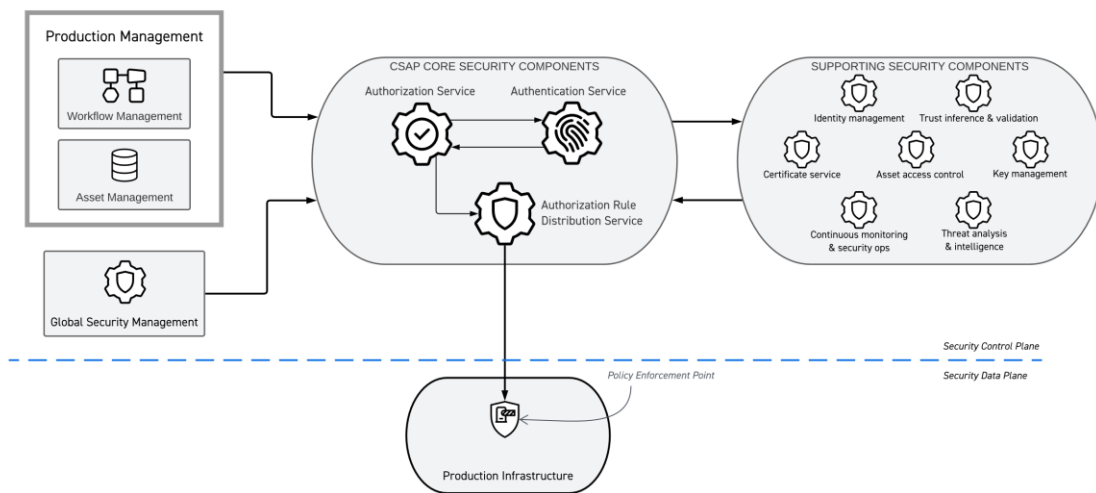 Production Management
Workflow Management
Asset Management
Global Security Management
CSAP CORE SECURITY COMPONENTS
Authorization Service
Authentication Service
Authorization Rule
Distribution Service
SUPPORTING SECURITY COMPONENTS
Identity management
Trust inference & validation
Certificate service
Asset access control
Key management
Continuous monitoring
& security ops
Threat analysis
& intelligence
Security Control Plane
Security Data Plane
Policy Enforcement Point
Production Infrastructure